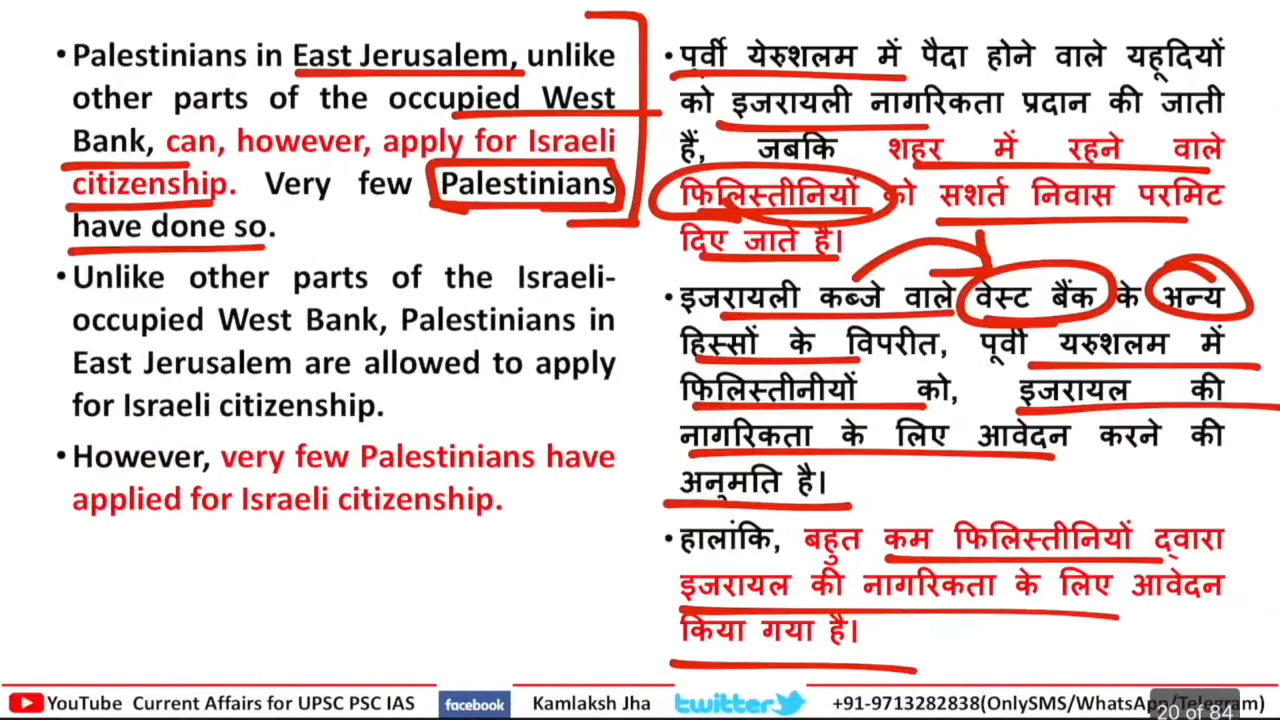 • Palestinians in East Jerusalem, unlike
other parts of the occupied West
Bank, can, however, apply for Israeli
citizenship. Very few Palestinians
have done so.
• Unlike other parts of the Israeli-
occupied West Bank, Palestinians in
East Jerusalem are allowed to apply
for Israeli citizenship.
• However, very few Palestinians have
applied for Israeli citizenship.
• पूर्वी येरुशलम में पैदा होने वाले यहूदियों
को इजरायली नागरिकता प्रदान की जाती
हैं, जबकि शहर में रहने वाले
फिलिस्तीनियों को सशर्त निवास परमिट
दिए जाते है।
• इजरायली कब्जे वाले वेस्ट बैंक के अन्य
हिस्सों के विपरीत, पूर्वी यरुशलम में
फिलिस्तीनीयों को, इजरायल की
नागरिकता के लिए आवेदन करने की
अनुमति है।
• हालांकि, बहुत कम फिलिस्तीनियों द्वारा
इजरायल की नागरिकता के लिए आवेदन
किया गया है।
YouTube Current Affairs for UPSC PSC IAS facebook Kamlaksh Jha twitter +91-9713282838(OnlySMS/WhatsApp/Telegram)
20 of 84